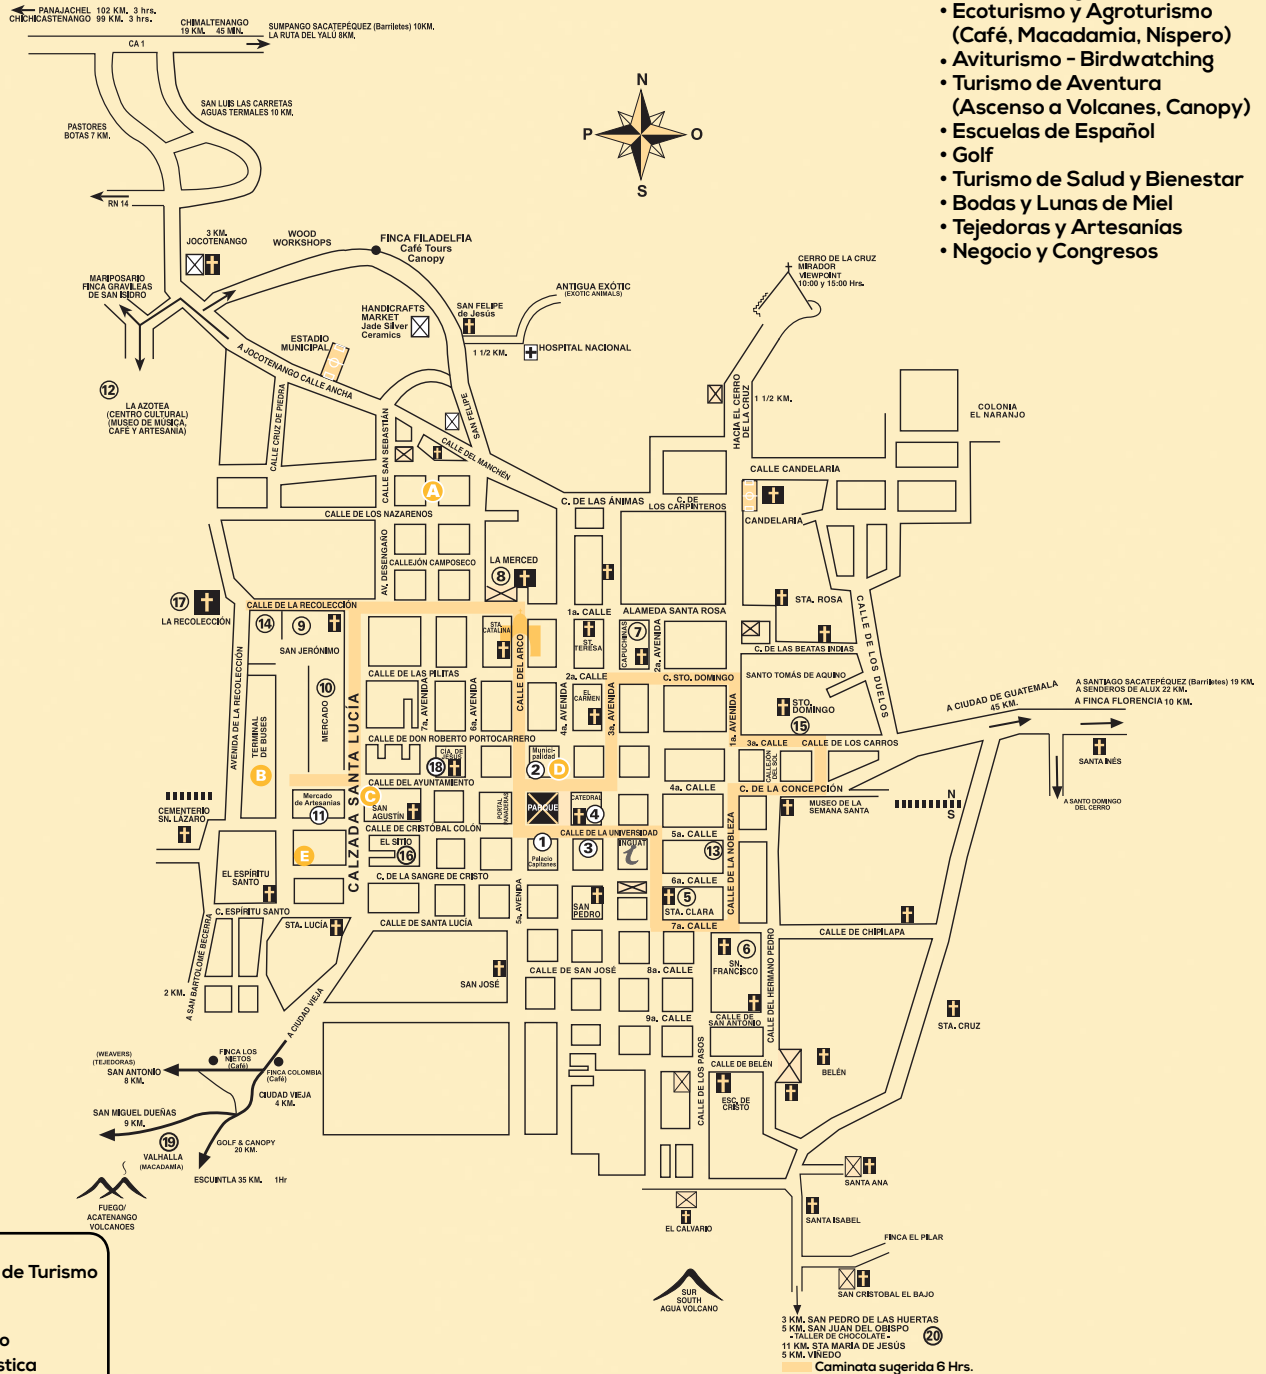 PANAJACHEL 102 KM. 3 hrs.
CHICHICASTENANGO 99 KM. 3 hrs.
CHIMALTENANGO
19 KM. 45 MIN.
SUMPANGO SACATEPÉQUEZ (Barriletes) 10KM.
LA RUTA DEL YALÚ 8KM.
CA 1
• Ecoturismo y Agroturismo
(Café, Macadamia, Níspero)
• Aviturismo - Birdwatching
• Turismo de Aventura
(Ascenso a Volcanes, Canopy)
• Escuelas de Español
• Golf
• Turismo de Salud y Bienestar
• Bodas y Lunas de Miel
• Tejedoras y Artesanías
• Negocio y Congresos
SAN LUIS LAS CARRETAS
AGUAS TERMALES 10 KM.
PASTORES
BOTAS 7 KM.
RN 14
N
P
O
S
3 KM.
JOCOTENANGO
WOOD
WORKSHOPS
FINCA FILADELFIA
Café Tours
Canopy
MARIPOSARIO
FINCA GRAVILEAS
DE SAN ISIDRO
HANDICRAFTS
MARKET
Jade Silver
Ceramics
SAN FELIPE
de Jesús
ANTIGUA EXÓTIC
(EXOTIC ANIMALS)
1 1/2 KM.
HOSPITAL NACIONAL
CERRO DE LA CRUZ
MIRADOR
VIEWPOINT
10:00 y 15:00 Hrs.
ESTADIO
MUNICIPAL
A JOCOTENANGO CALLE ANCHA
12
LA AZOTEA
(CENTRO CULTURAL)
(MUSEO DE MÚSICA,
CAFÉ Y ARTESANÍA)
CALLE CRUZ DE PIEDRA
CALLE SAN SEBASTIÁN
SAN FELIPE
CALLE DEL MANCHÉN
HACIA EL CERRO
DE LA CRUZ
1 1/2 KM.
COLONIA
EL NARANJO
CALLE CANDELARIA
A
CALLE DE LOS NAZARENOS
C. DE LAS ÁNIMAS
C. DE
LOS CARPINTEROS
CANDELARIA
AV. DESENGAÑO
CALLEJÓN CAMPOSECO
LA MERCED
8
17
LA RECOLECCIÓN
CALLE DE LA RECOLECCIÓN
1a. CALLE
ALAMEDA SANTA ROSA
STA. ROSA
CALLE DE LOS DUELOS
14
9
SAN JERÓNIMO
STA.
CATALINA
CALLE DEL ARCO
ST.
TERESA
CAPUCHINAS
7
2a. AVENIDA
C. DE LAS BEATAS INDIAS
AVENIDA DE LA RECOLECCIÓN
CALLE DE LAS PILITAS
2a. CALLE
C. STO. DOMINGO
SANTO TOMÁS DE AQUINO
10
MERCADO
CALZADA SANTA LUCÍA
7a. AVENIDA
6a. AVENIDA
4a. AVENIDA
EL
CARMEN
3a. AVENIDA
1a. AVENIDA
STO.
DOMINGO
15
A CIUDAD DE GUATEMALA
45 KM.
A SANTIAGO SACATEPÉQUEZ (Barriletes) 19 KM.
A SENDEROS DE ALUX 22 KM.
A FINCA FLORENCIA 10 KM.
TERMINAL
DE BUSES
B
CALLE DE DON ROBERTO PORTOCARRERO
CÍA. DE
JESÚS
18
Munici-
palidad
2
D
3a. CALLE
CALLE DE LOS CARROS
CALLEJÓN
DEL SOL
SANTA INÉS
CALLE DEL AYUNTAMIENTO
4a. CALLE
C. DE LA CONCEPCIÓN
CEMENTERIO
SN. LÁZARO
Mercado
de Artesanías
11
C
SAN
AGUSTÍN
PORTAL
PANADERAS
PARQUE
CATEDRAL
4
MUSEO DE LA
SEMANA SANTA
N
S
A SANTO DOMINGO
DEL CERRO
CALLE DE CRISTÓBAL COLÓN
CALLE DE LA UNIVERSIDAD
5a. CALLE
CALLE DE LA NOBLEZA
E
EL SITIO
16
1
Palacio
Capitanes
3
INGUAT
i
13
EL ESPÍRITU
SANTO
C. DE LA SANGRE DE CRISTO
6a. CALLE
5
STA. CLARA
C. ESPÍRITU SANTO
STA. LUCÍA
CALLE DE SANTA LUCÍA
5a. AVENIDA
SAN
PEDRO
7a. CALLE
CALLE DE CHIPILAPA
A SAN BARTOLOMÉ BECERRA
2 KM.
6
SN.
FRANCISCO
SAN JOSÉ
CALLE DE SAN JOSÉ
8a. CALLE
CALLE DEL HERMANO PEDRO
A CIUDAD VIEJA
9a. CALLE
CALLE DE
SAN ANTONIO
STA. CRUZ
(WEAVERS)
(TEJEDORAS)
SAN ANTONIO
8 KM.
FINCA LOS
NIETOS
(Café)
FINCA COLOMBIA
(Café)
CALLE DE LOS PASOS
CALLE DE BELÉN
BELÉN
CIUDAD VIEJA
4 KM.
ESC. DE
CRISTO
SAN MIGUEL DUEÑAS
9 KM.
19
VALHALLA
(MACADAMIA)
GOLF & CANOPY
20 KM.
ESCUINTLA 35 KM. 1Hr
FUEGO/
ACATENANGO
VOLCANOES
SANTA ANA
EL CALVARIO
SANTA ISABEL
FINCA EL PILAR
de Turismo
SUR
SOUTH
AGUA VOLCANO
SAN CRISTOBAL EL BAJO
3 KM. SAN PEDRO DE LAS HUERTAS
5 KM. SAN JUAN DEL OBISPO
- TALLER DE CHOCOLATE -
20
11 KM. STA MARIA DE JESÚS
5 KM. VIÑEDO
Caminata sugerida 6 Hrs.
o
stica